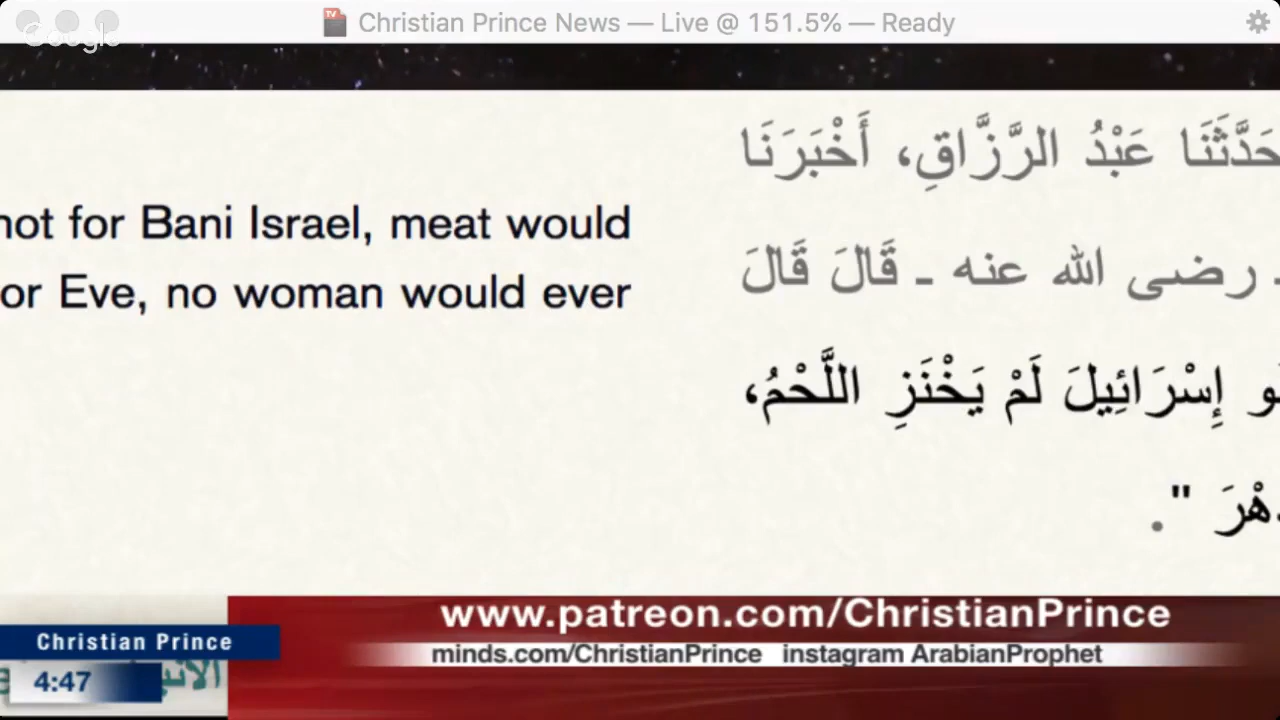 Christian Prince News — Live @ 151.5% — Ready
Google
حَدَّثَنَا عَبْدُ الرَّزَّاقِ، أَخْبَرَنَا
not for Bani Israel, meat would
ـ رضى الله عنه ـ قَالَ قَالَ
or Eve, no woman would ever
إِسْرَائِيلَ لَمْ يَخْنَزِ اللَّحْمُ،
" .
www.patreon.com/ChristianPrince
Christian Prince
minds.com/ChristianPrince instagram ArabianProphet
4:47